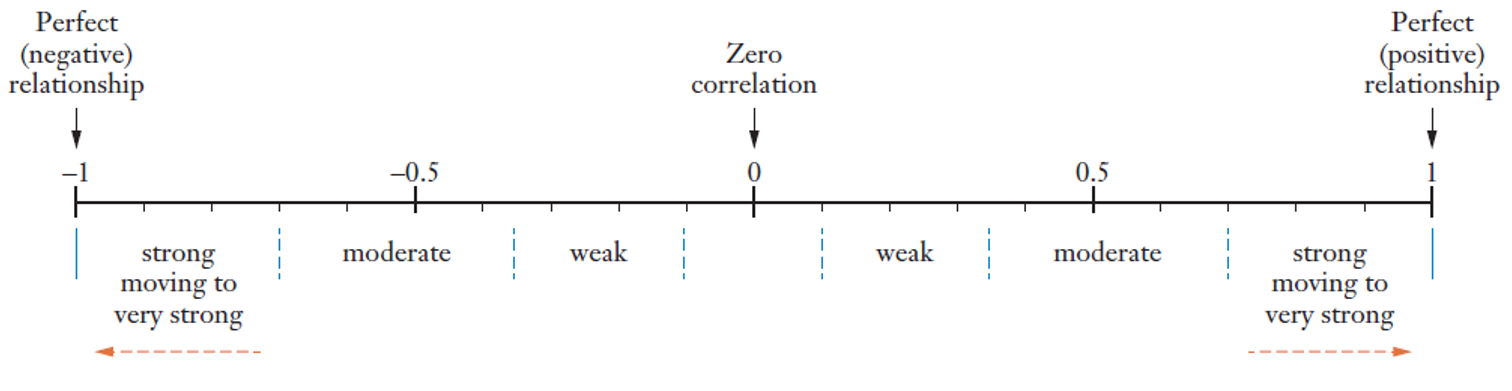 Perfect
(negative)
relationship
Zero
correlation
Perfect
(positive)
relationship
–1
–0.5
0
0.5
1
strong
moving to
very strong
moderate
weak
weak
moderate
strong
moving to
very strong